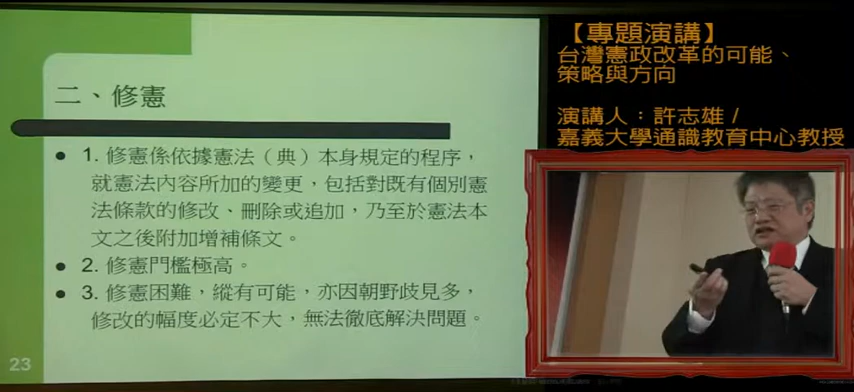 二、修憲
1. 修憲係依據憲法（典）本身規定的程序，
就憲法內容所加的變更，包括對既有個別憲
法條款的修改、刪除或追加，乃至於憲法本
文之後附加增補條文。
2. 修憲門檻極高。
3. 修憲困難，縱有可能，亦因朝野歧見多，
修改的幅度必定不大，無法徹底解決問題。
23
【專題演講】
台灣憲政改革的可能、
策略與方向
演講人：許志雄 /
嘉義大學通識教育中心教授